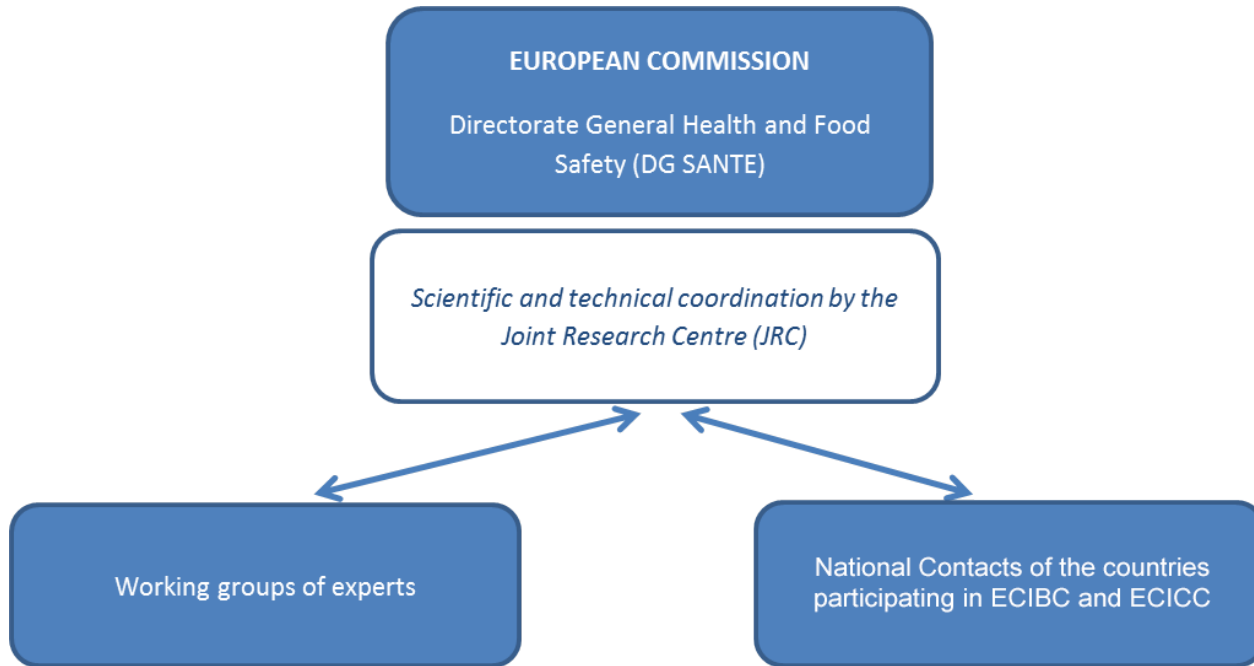 EUROPEAN COMMISSION
Directorate General Health and Food
Safety (DG SANTE)
Scientific and technical coordination by the
Joint Research Centre (JRC)
Working groups of experts
National Contacts of the countries
participating in ECIBC and ECICC